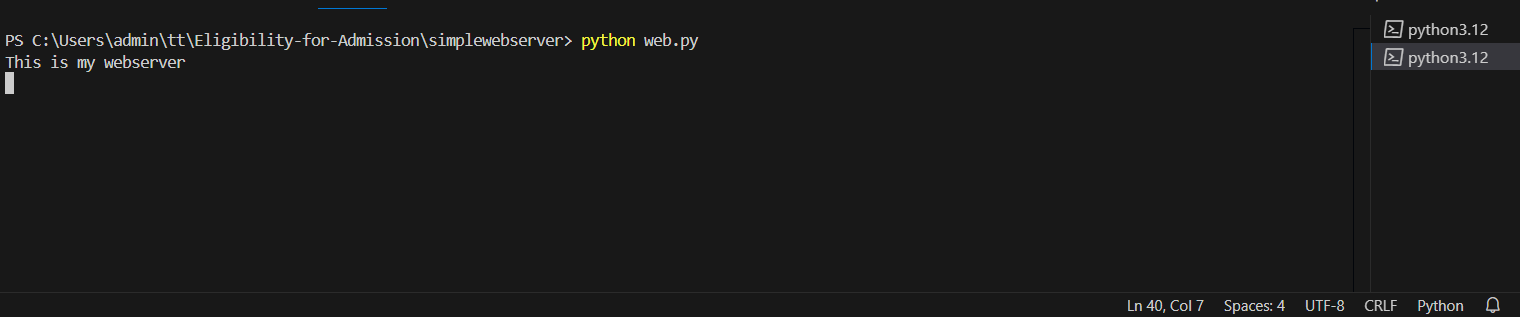 PS C:\Users\admin\tt\Eligibility-for-Admission\simplewebserver> python web.py
This is my webserver
python3.12
python3.12
Ln 40, Col 7 Spaces: 4 UTF-8 CRLF Python